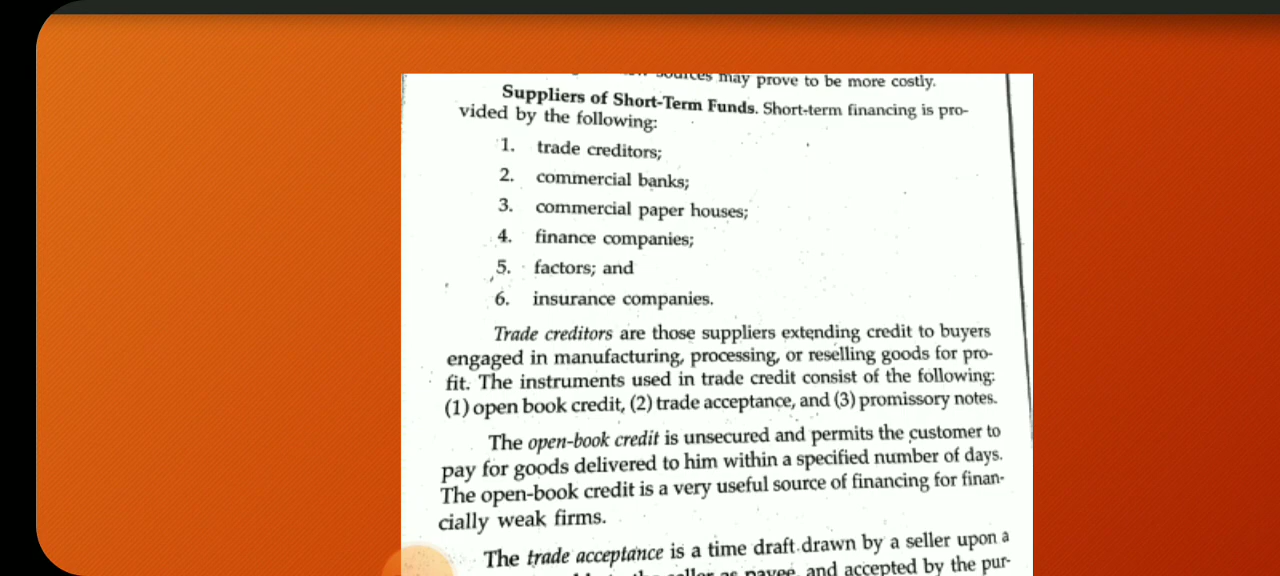 sources may prove to be more costly.
Suppliers of Short-Term Funds. Short-term financing is pro-
vided by the following:
1. trade creditors;
2. commercial banks;
3. commercial paper houses;
4. finance companies;
5. factors; and
6. insurance companies.
Trade creditors are those suppliers extending credit to buyers
engaged in manufacturing, processing, or reselling goods for pro-
fit. The instruments used in trade credit consist of the following:
(1) open book credit, (2) trade acceptance, and (3) promissory notes.
The open-book credit is unsecured and permits the customer to
pay for goods delivered to him within a specified number of days.
The open-book credit is a very useful source of financing for finan-
cially weak firms.
The trade acceptance is a time draft drawn by a seller upon a
seller as payee, and accepted by the pur-